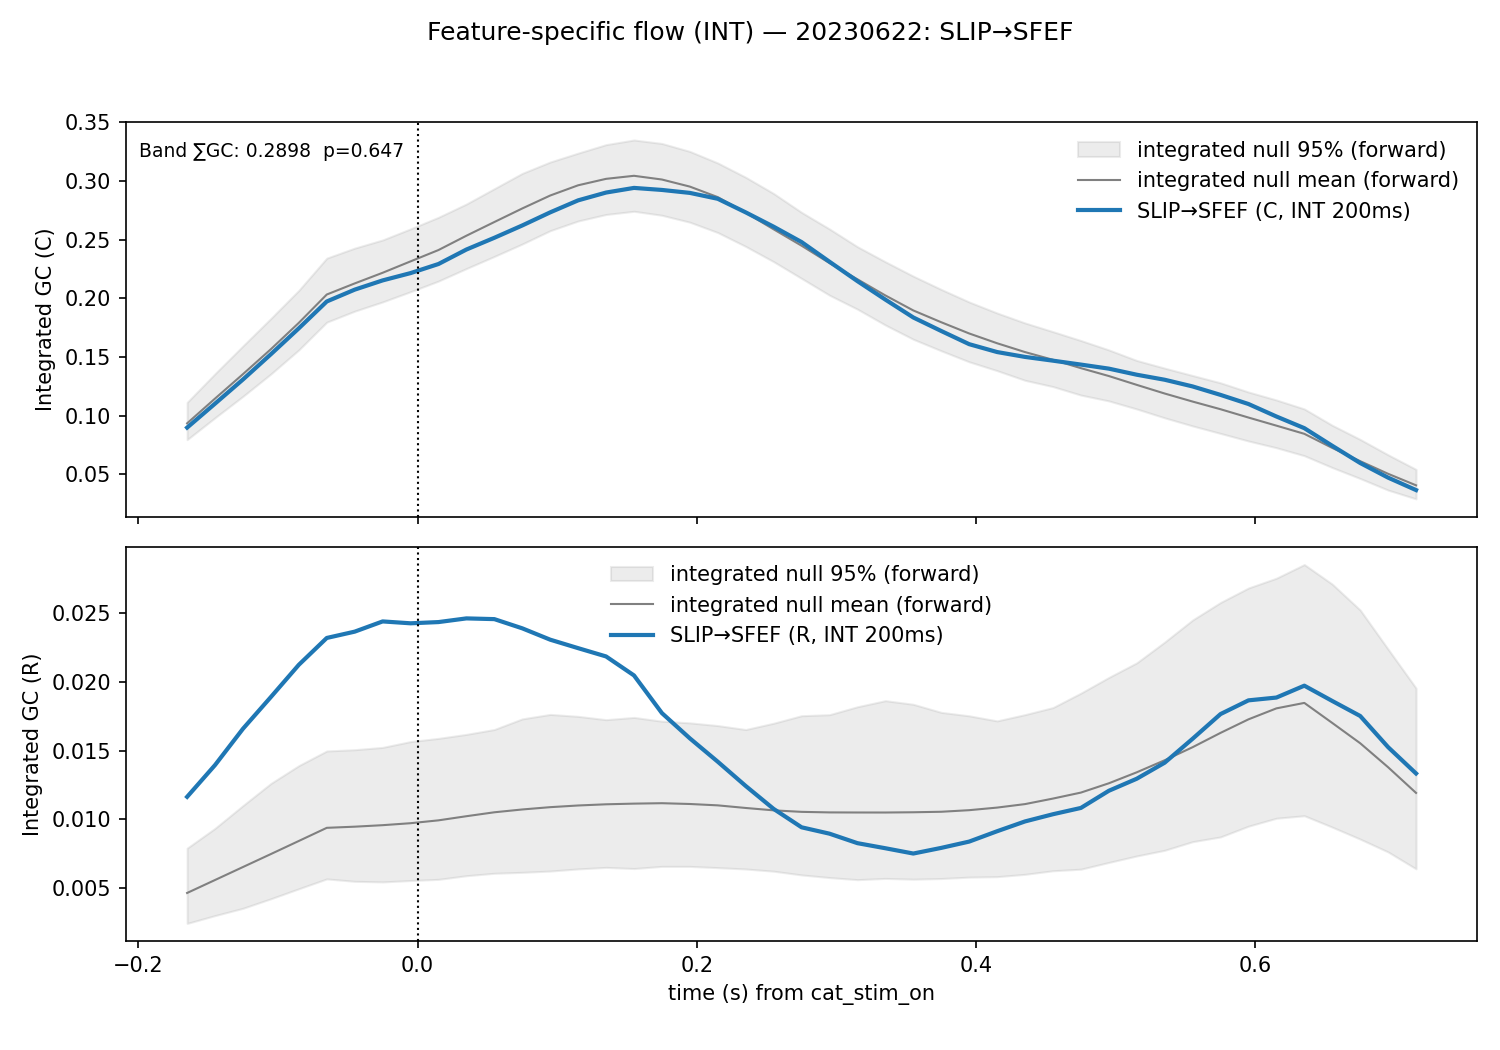 Feature-specific flow (INT) — 20230622: SLIP→SFEF
Band ∑GC: 0.2898  p=0.647
integrated null 95% (forward)
integrated null mean (forward)
SLIP→SFEF (C, INT 200ms)
Integrated GC (C)
0.35
0.30
0.25
0.20
0.15
0.10
0.05
integrated null 95% (forward)
integrated null mean (forward)
SLIP→SFEF (R, INT 200ms)
Integrated GC (R)
0.025
0.020
0.015
0.010
0.005
−0.2
0.0
0.2
0.4
0.6
time (s) from cat_stim_on